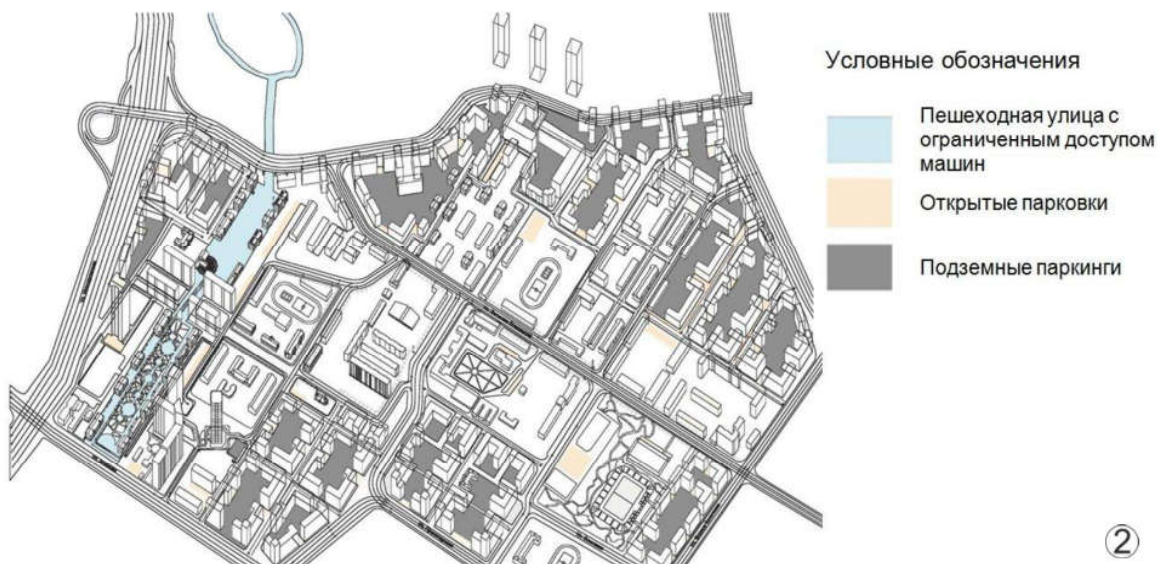 Условные обозначения
Пешеходная улица с
ограниченным доступом
машин
Открытые парковки
Подземные паркинги
2